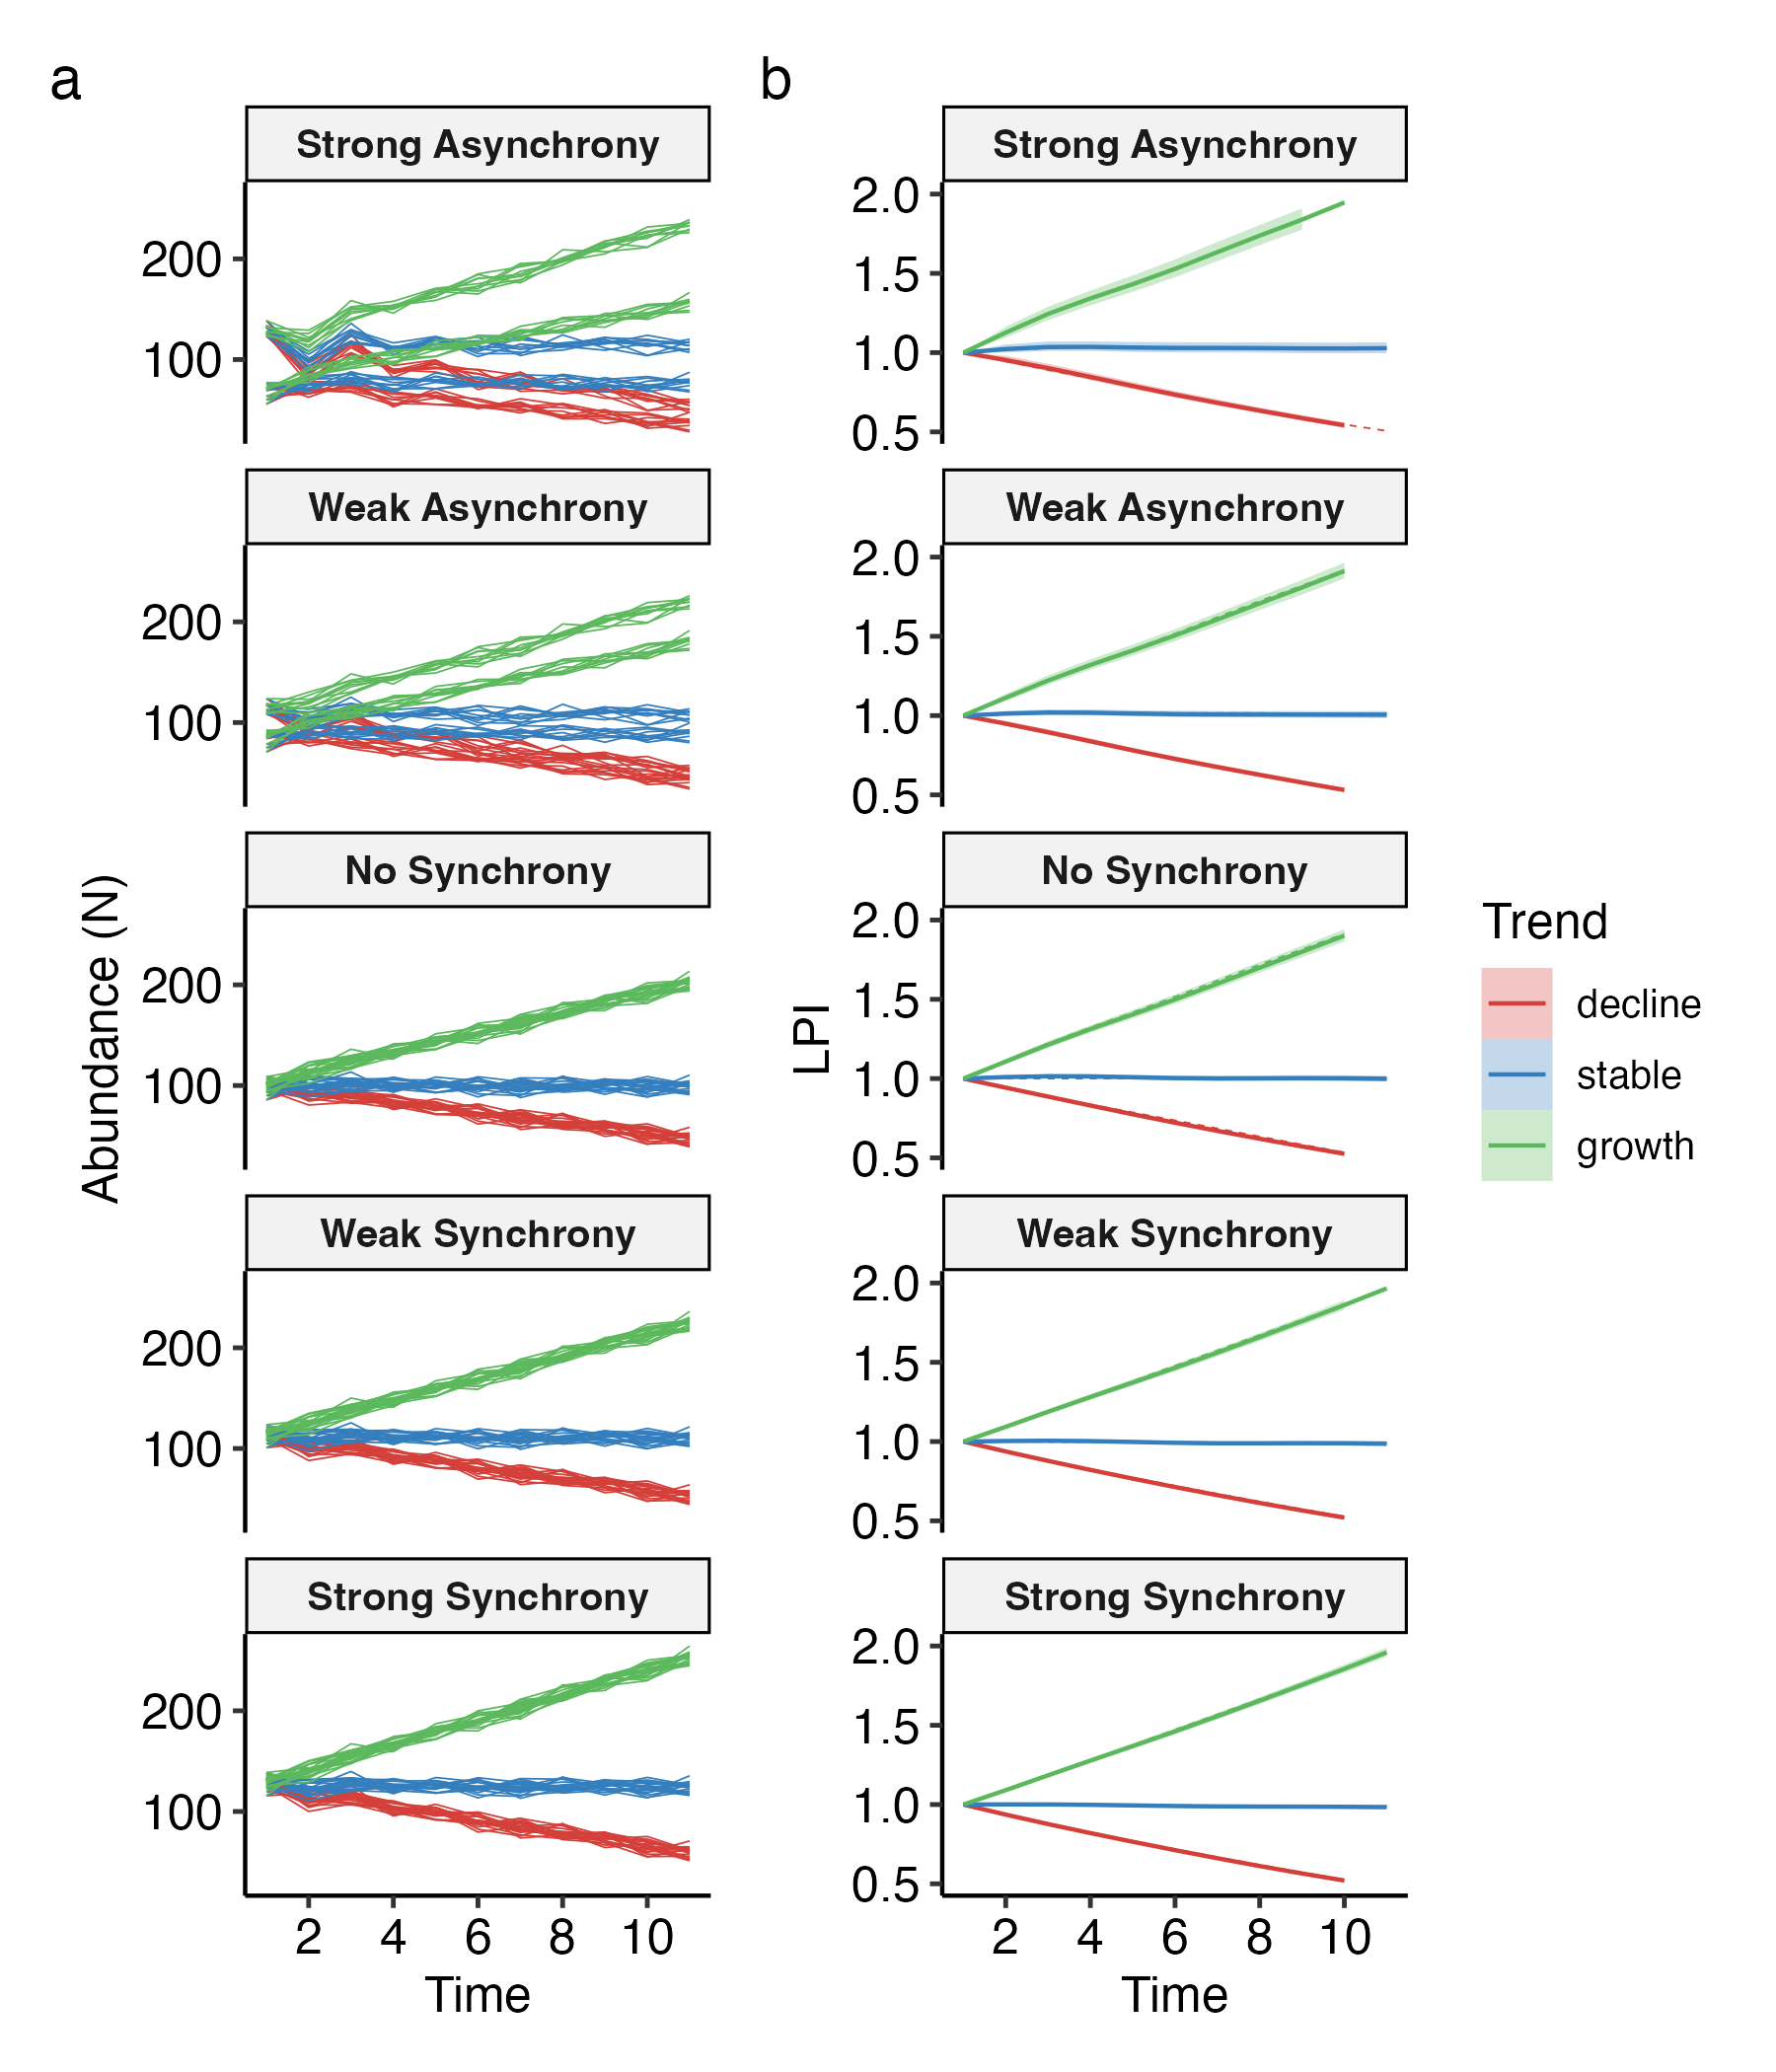 a
b
Strong Asynchrony
Strong Asynchrony
200
100
2.0
1.5
1.0
0.5
Weak Asynchrony
Weak Asynchrony
200
100
2.0
1.5
1.0
0.5
No Synchrony
No Synchrony
200
100
2.0
1.5
1.0
0.5
Abundance (N)
LPI
Trend
decline
stable
growth
Weak Synchrony
Weak Synchrony
200
100
2.0
1.5
1.0
0.5
Strong Synchrony
Strong Synchrony
200
100
2.0
1.5
1.0
0.5
2 4 6 8 10
2 4 6 8 10
Time
Time